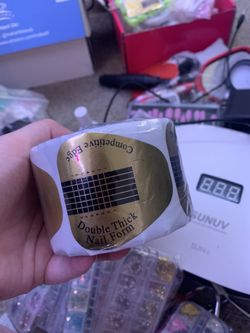 Competitive Edge
Double Thick
Nail Form
888
SUNUV